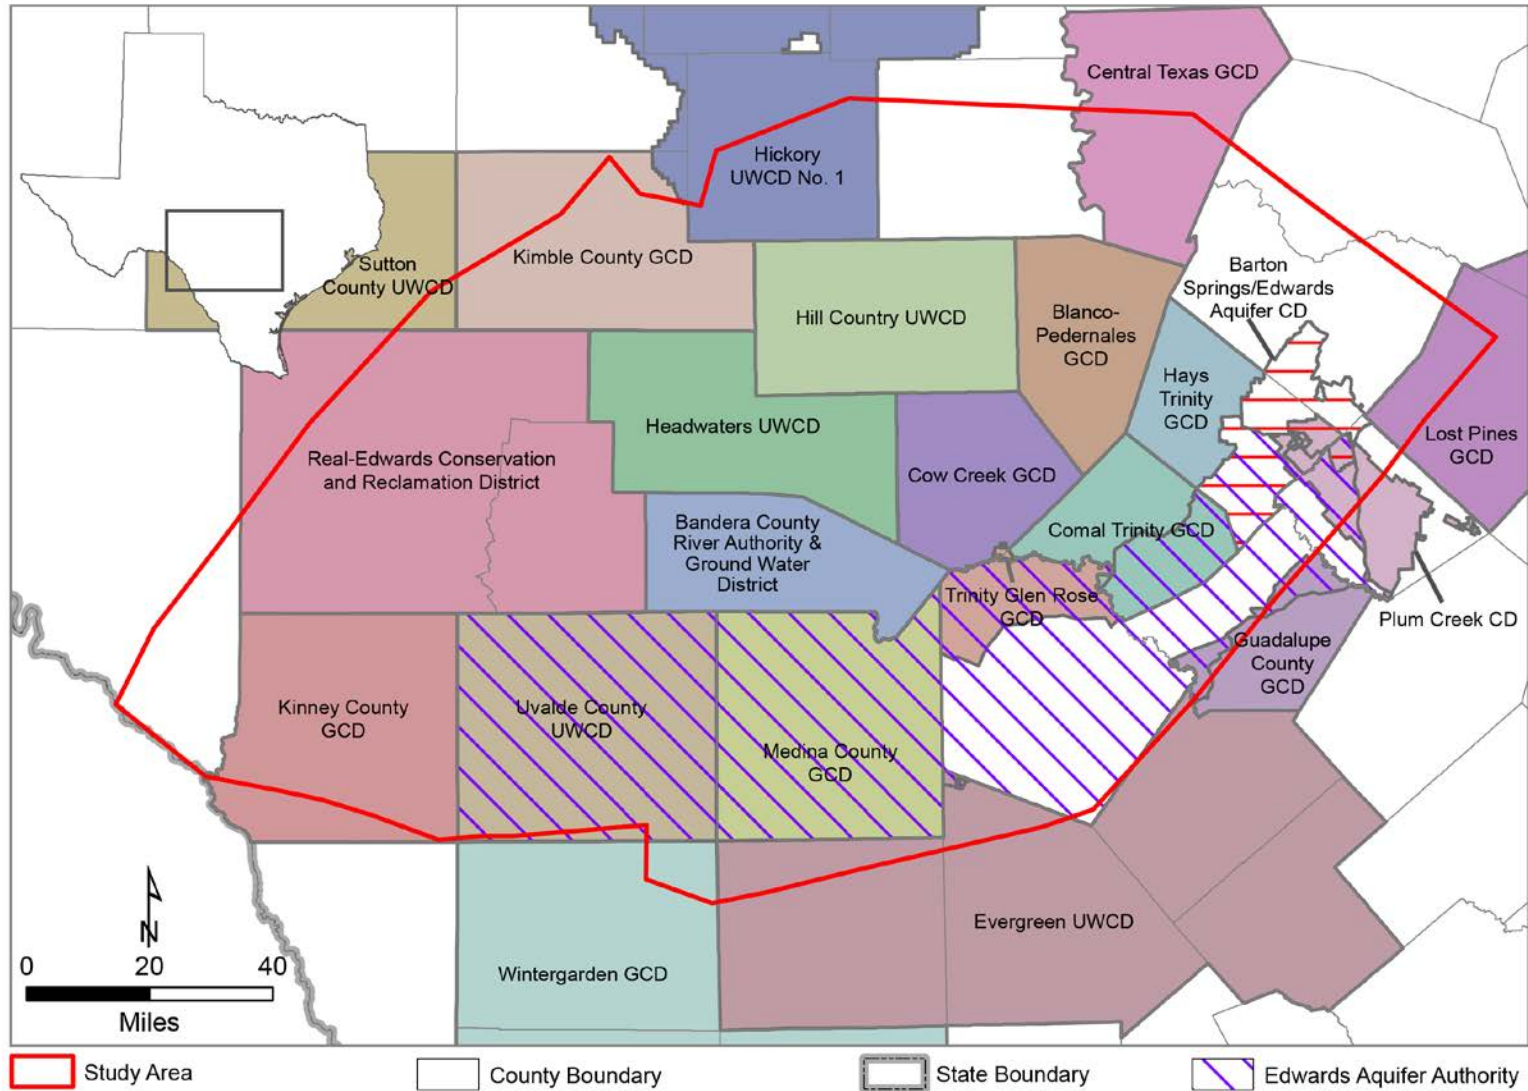 Central Texas GCD
Hickory
UWCD No. 1
Sutton
County UWCD
Kimble County GCD
Barton
Springs/Edwards
Aquifer CD
Hill Country UWCD
Blanco-
Pedernales
GCD
Hays
Trinity
GCD
Headwaters UWCD
Real-Edwards Conservation
and Reclamation District
Cow Creek GCD
Lost Pines
GCD
Bandera County
River Authority &
Ground Water
District
Comal Trinity GCD
Trinity Glen Rose
GCD
Plum Creek CD
Guadalupe
County
GCD
Kinney County
GCD
Uvalde County
UWCD
Medina County
GCD
Evergreen UWCD
Wintergarden GCD
N
0 20 40
Miles
Study Area
County Boundary
State Boundary
Edwards Aquifer Authority